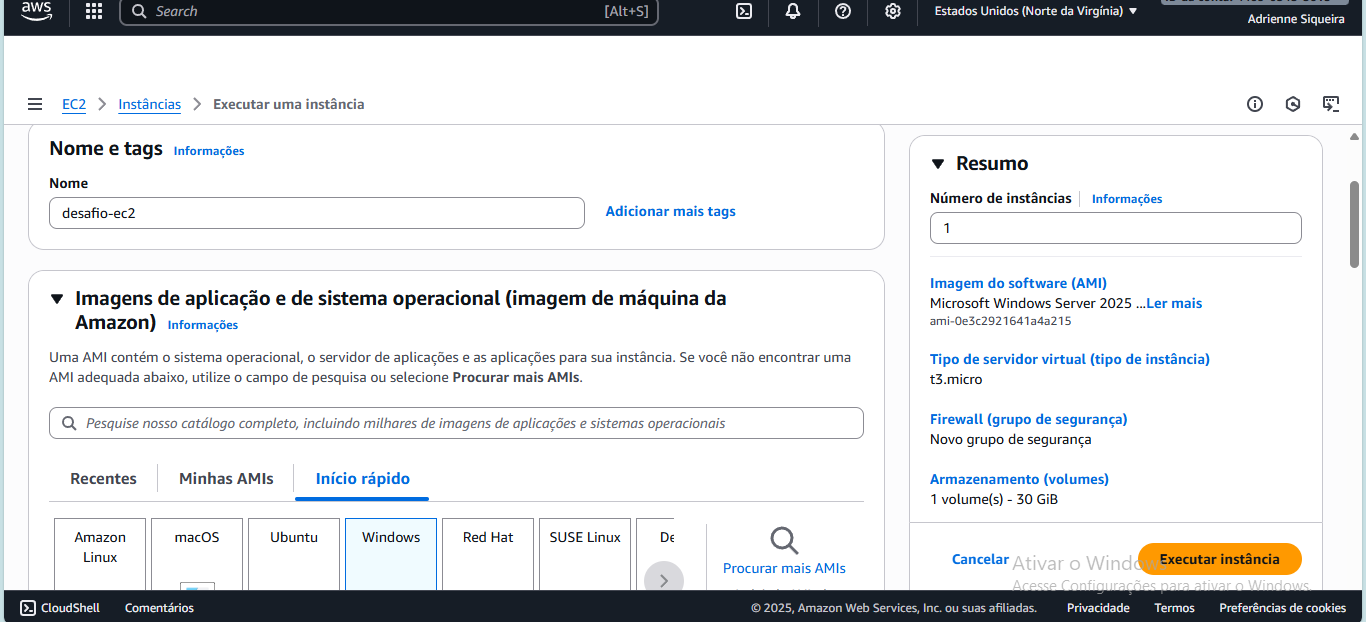 aws
Search
[Alt+S]
Estados Unidos (Norte da Virgínia)
Adrienne Siqueira
EC2 > Instâncias > Executar uma instância
Nome e tags Informações
Nome
desafio-ec2
Adicionar mais tags
Imagens de aplicação e de sistema operacional (imagem de máquina da
Amazon) Informações
Uma AMI contém o sistema operacional, o servidor de aplicações e as aplicações para sua instância. Se você não encontrar uma
AMI adequada abaixo, utilize o campo de pesquisa ou selecione Procurar mais AMIs.
Pesquise nosso catálogo completo, incluindo milhares de imagens de aplicações e sistemas operacionais
Recentes
Minhas AMIs
Início rápido
Amazon
Linux
macOS
Ubuntu
Windows
Red Hat
SUSE Linux
De
Procurar mais AMIs
Resumo
Número de instâncias Informações
1
Imagem do software (AMI)
Microsoft Windows Server 2025 ...Ler mais
ami-0e3c2921641a4a215
Tipo de servidor virtual (tipo de instância)
t3.micro
Firewall (grupo de segurança)
Novo grupo de segurança
Armazenamento (volumes)
1 volume(s) - 30 GiB
Cancelar
Executar instância
Ativar o Windows
Acesse Configurações para ativar o Windows.
CloudShell
Comentários
© 2025, Amazon Web Services, Inc. ou suas afiliadas.
Privacidade
Termos
Preferências de cookies